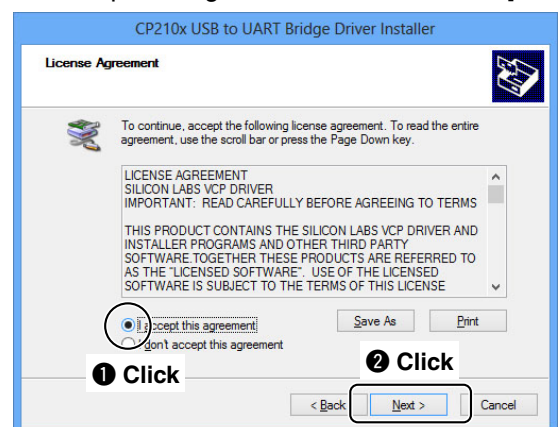 CP210x USB to UART Bridge Driver Installer
License Agreement
To continue, accept the following license agreement. To read the entire
agreement, use the scroll bar or press the Page Down key.
LICENSE AGREEMENT
SILICON LABS VCP DRIVER
IMPORTANT: READ CAREFULLY BEFORE AGREEING TO TERMS
THIS PRODUCT CONTAINS THE SILICON LABS VCP DRIVER AND
INSTALLER PROGRAMS AND OTHER THIRD PARTY
SOFTWARE.TOGETHER THESE PRODUCTS ARE REFERRED TO
AS THE "LICENSED SOFTWARE". USE OF THE LICENSED
SOFTWARE IS SUBJECT TO THE TERMS OF THIS LICENSE
I accept this agreement
Save As Print
I don't accept this agreement
❶ Click
❷ Click
< Back Next > Cancel